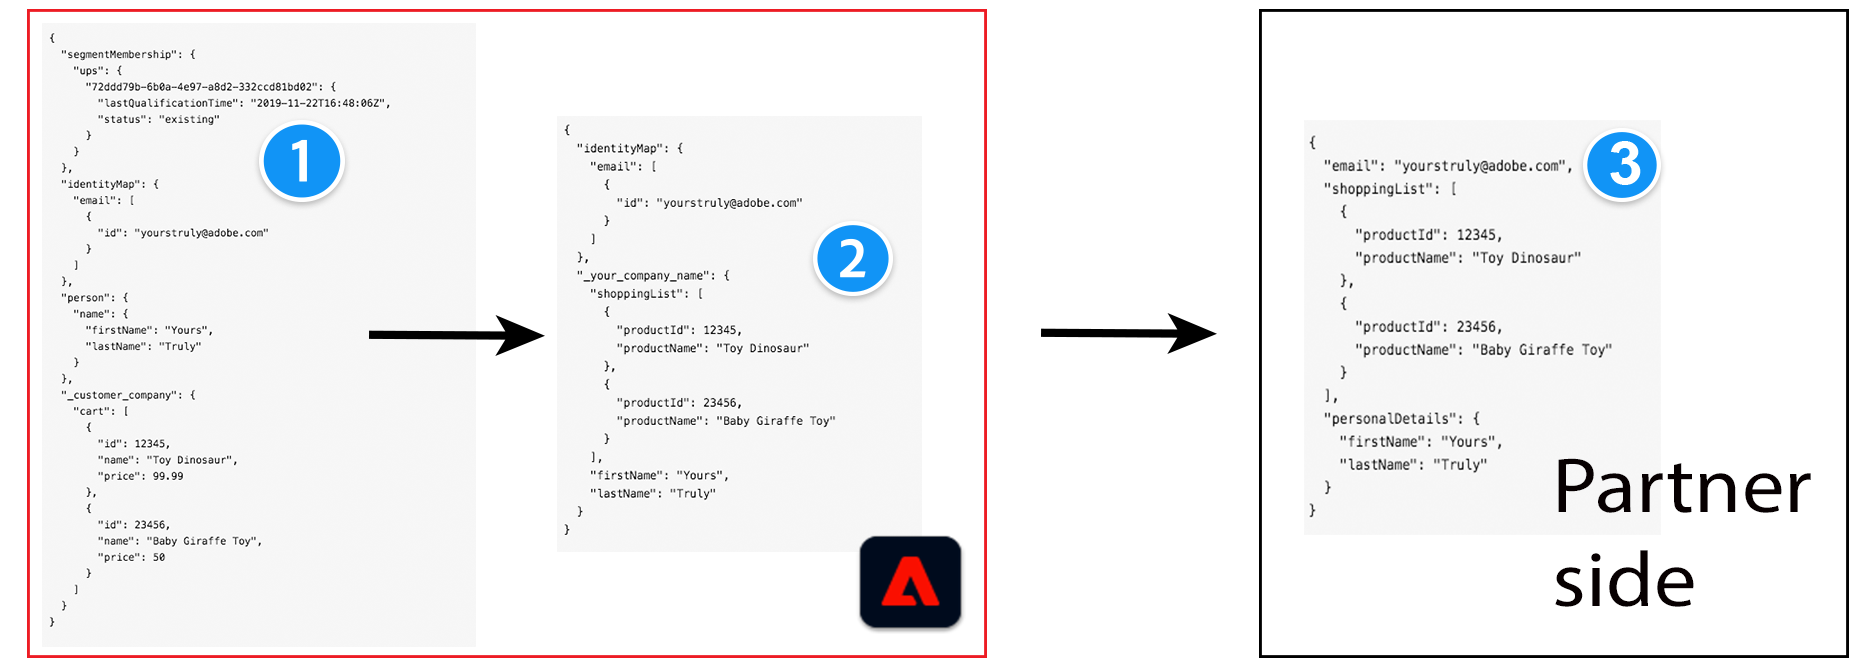 {
  "segmentMembership": {
    "ups": {
      "72ddd79b-6b0a-4e97-a8d2-332ccd81bd02": {
        "lastQualificationTime": "2019-11-22T16:48:06Z",
        "status": "existing"
      }
    }
  },
  "identityMap": {
    "email": [
      {
        "id": "yourstruly@adobe.com"
      }
    ]
  },
  "person": {
    "name": {
      "firstName": "Yours",
      "lastName": "Truly"
    }
  },
  "_customer_company": {
    "cart": [
      {
        "id": 12345,
        "name": "Toy Dinosaur",
        "price": 99.99
      },
      {
        "id": 23456,
        "name": "Baby Giraffe Toy",
        "price": 50
      }
    ]
  }
}
1
{
  "identityMap": {
    "email": [
      {
        "id": "yourstruly@adobe.com"
      }
    ]
  },
  "_your_company_name": {
    "shoppingList": [
      {
        "productId": 12345,
        "productName": "Toy Dinosaur"
      },
      {
        "productId": 23456,
        "productName": "Baby Giraffe Toy"
      }
    ],
    "firstName": "Yours",
    "lastName": "Truly"
  }
}
2
{
  "email": "yourstruly@adobe.com",
  "shoppingList": [
    {
      "productId": 12345,
      "productName": "Toy Dinosaur"
    },
    {
      "productId": 23456,
      "productName": "Baby Giraffe Toy"
    }
  ],
  "personalDetails": {
    "firstName": "Yours",
    "lastName": "Truly"
  }
}
3
Partner
side